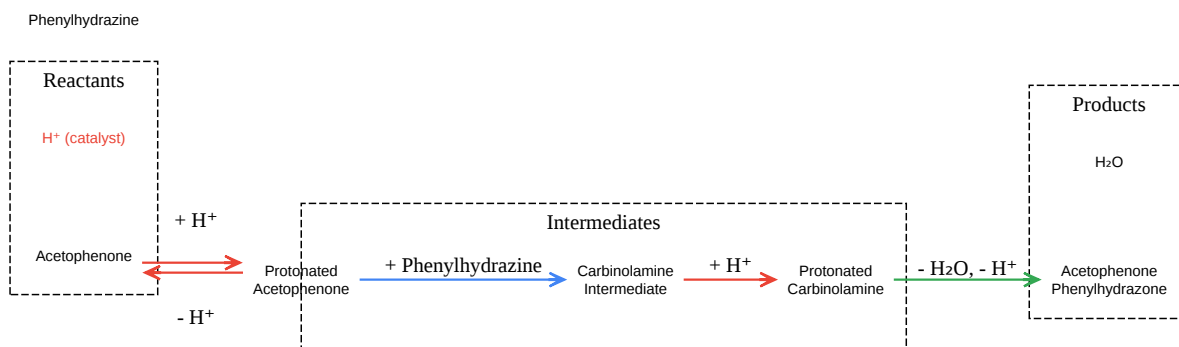 Phenylhydrazine
Reactants
H⁺ (catalyst)
Acetophenone
+ H⁺
- H⁺
Intermediates
Protonated
Acetophenone
+ Phenylhydrazine
Carbinolamine
Intermediate
+ H⁺
Protonated
Carbinolamine
- H₂O, - H⁺
Products
H₂O
Acetophenone
Phenylhydrazone